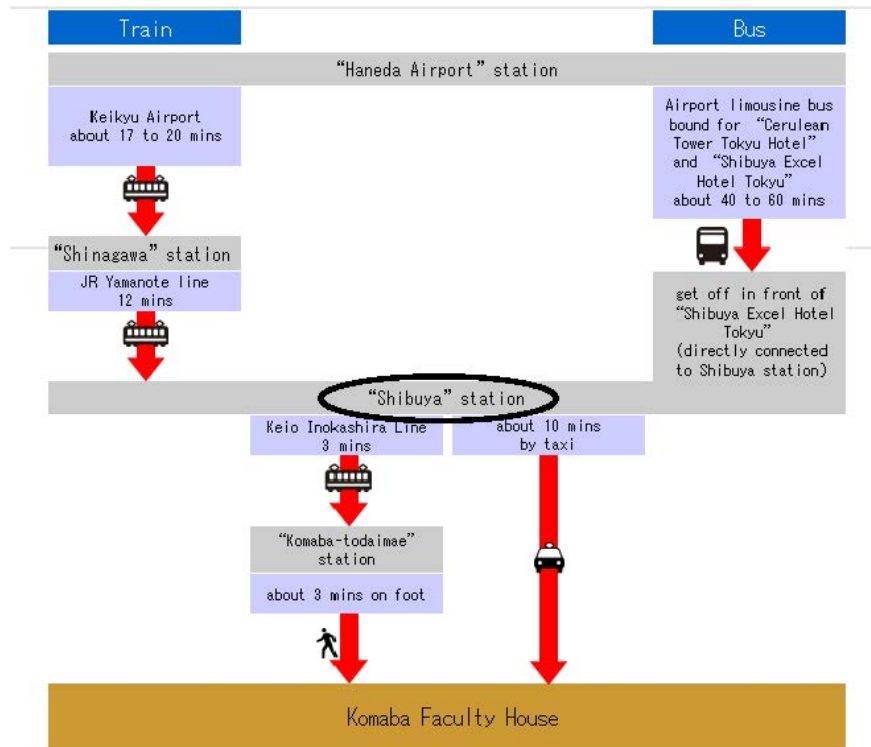 Train
Bus
“Haneda Airport” station
Keikyu Airport
about 17 to 20 mins
Airport limousine bus
bound for “Cerulean
Tower Tokyu Hotel”
and “Shibuya Excel
Hotel Tokyu”
about 40 to 60 mins
“Shinagawa” station
JR Yamanote line
12 mins
get off in front of
“Shibuya Excel Hotel
Tokyu”
(directly connected
to Shibuya station)
“Shibuya” station
Keio Inokashira Line
3 mins
about 10 mins
by taxi
“Komaba-todaimae”
station
about 3 mins on foot
Komaba Faculty House